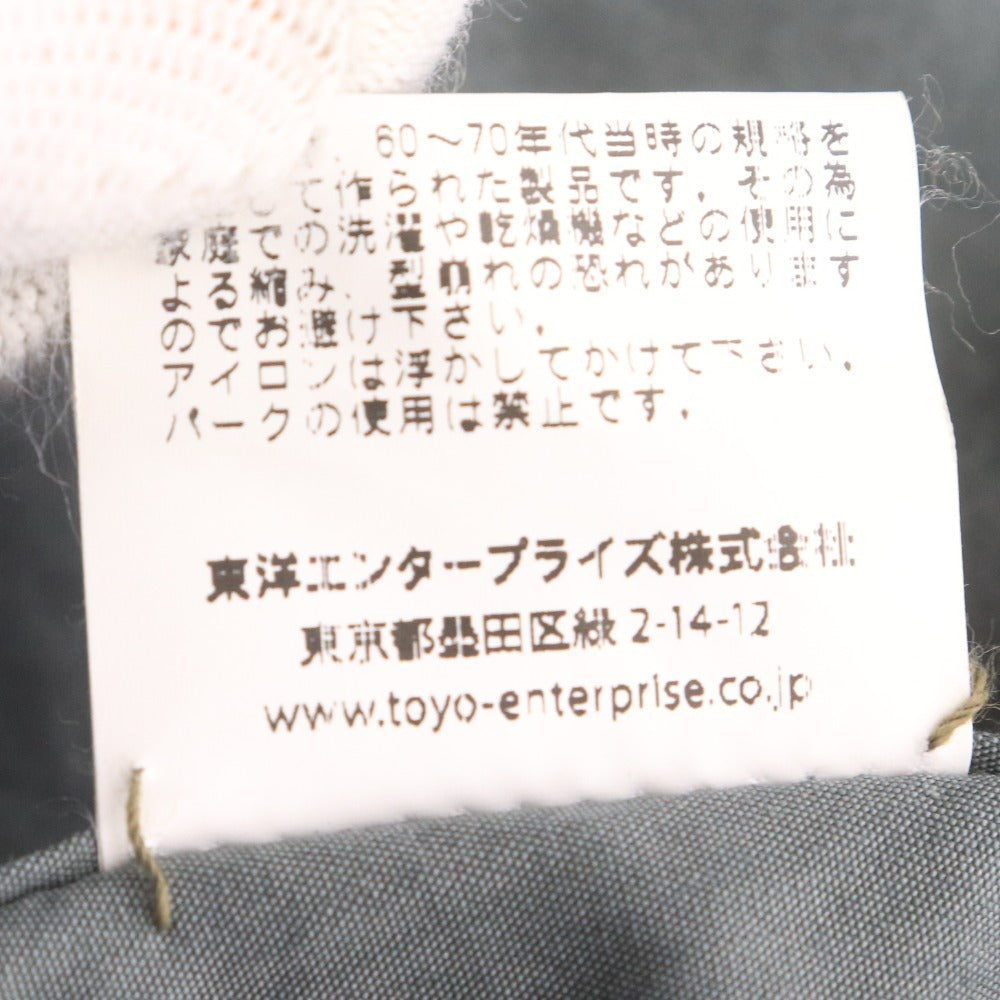 60〜70年代当時の規格を
て作られた製品です.その為
家庭での洗濯や乾燥機などの使用に
よる縮み,型崩れの恐れがあります
のでお避け下さい.
アイロンは浮かしてかけて下さい.
パークの使用は禁止です.
東洋エンタープライズ株式会社
東京都墨田区緑 2-14-12
www.toyo-enterprise.co.jp